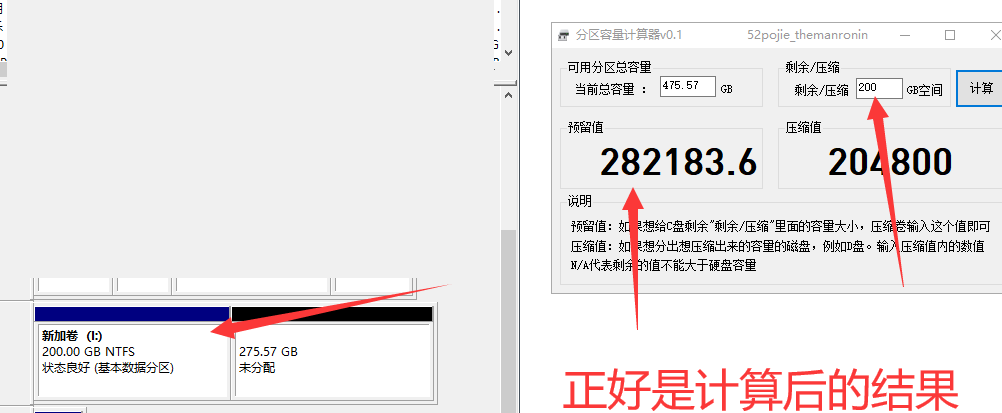 分区容量计算器v0.1
52pojie_themanronin
可用分区总容量
当前总容量 : 475.57 GB
剩余/压缩
剩余/压缩 200 GB空间
计算
预留值
282183.6
压缩值
204800
说明
预留值:如果想给C盘剩余"剩余/压缩"里面的容量大小,压缩卷输入这个值即可
压缩值:如果想分出想压缩出来的容量的磁盘,例如D盘。输入压缩值内的数值
N/A代表剩余的值不能大于硬盘容量
新加卷 (I:)
200.00 GB NTFS
状态良好 (基本数据分区)
275.57 GB
未分配
正好是计算后的结果